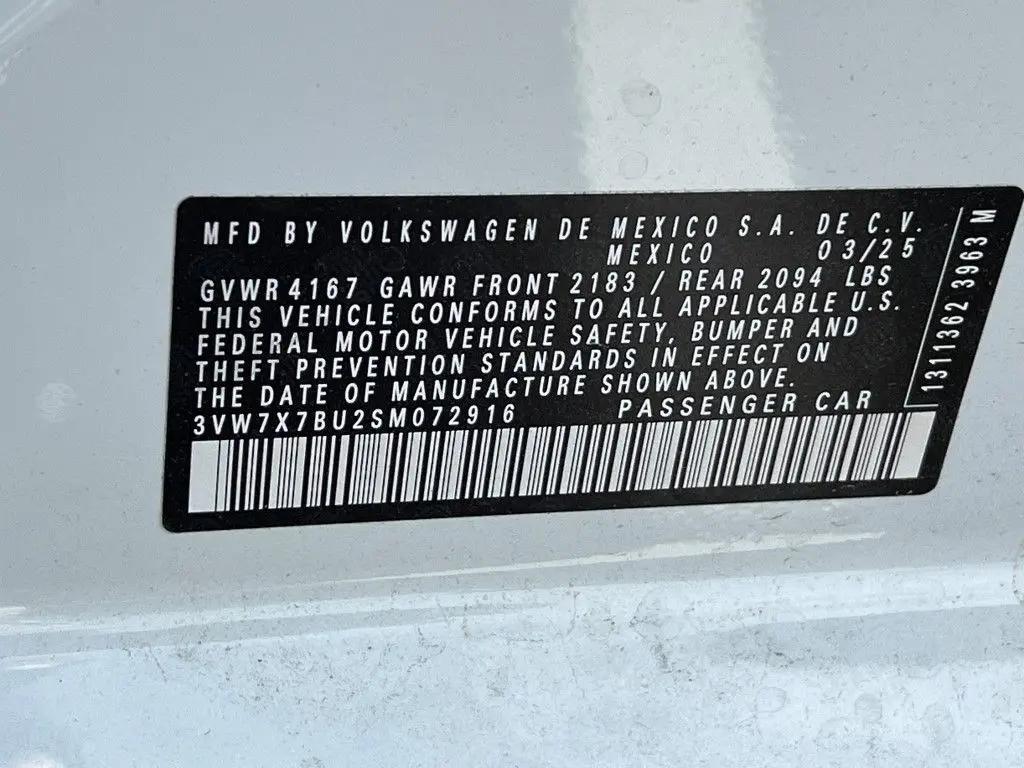 MFD BY VOLKSWAGEN DE MEXICO S.A. DE C.V.
MEXICO 03/25
GVWR 4167 GAWR FRONT 2183 / REAR 2094 LBS
THIS VEHICLE CONFORMS TO ALL APPLICABLE U.S.
FEDERAL MOTOR VEHICLE SAFETY, BUMPER AND
THEFT PREVENTION STANDARDS IN EFFECT ON
THE DATE OF MANUFACTURE SHOWN ABOVE.
3VW7X7BU2SM072916 PASSENGER CAR
1311362 3963 M